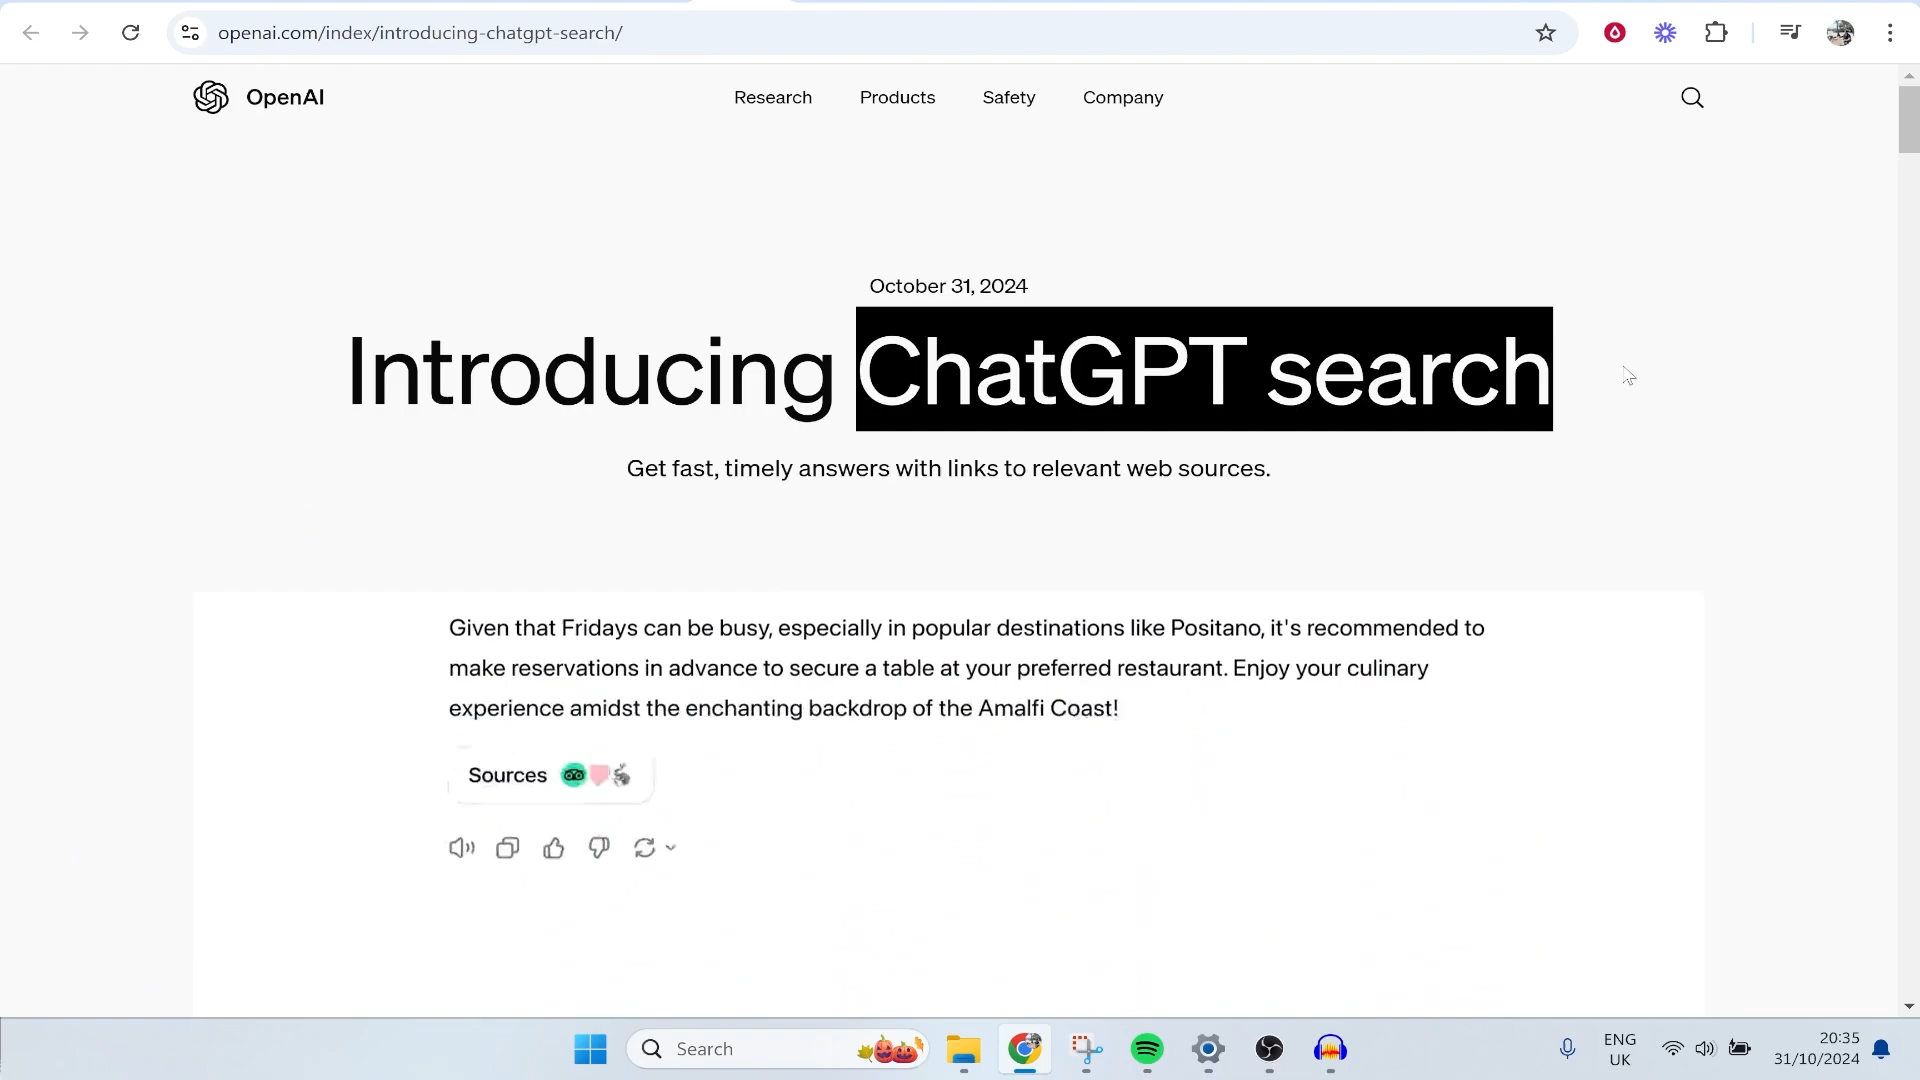 openai.com/index/introducing-chatgpt-search/
OpenAI
Research
Products
Safety
Company
October 31, 2024
Introducing ChatGPT search
Get fast, timely answers with links to relevant web sources.
Given that Fridays can be busy, especially in popular destinations like Positano, it's recommended to
make reservations in advance to secure a table at your preferred restaurant. Enjoy your culinary
experience amidst the enchanting backdrop of the Amalfi Coast!
Sources
Search
ENG
UK
20:35
31/10/2024